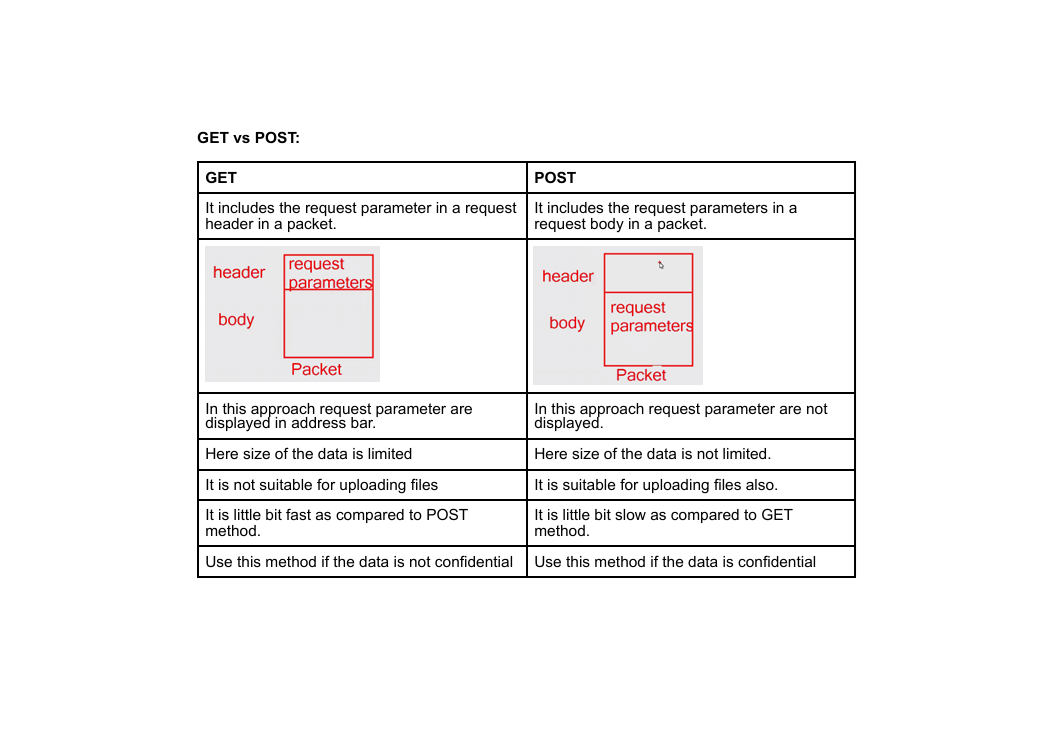 GET vs POST:
GET
POST
It includes the request parameter in a request
header in a packet.
It includes the request parameters in a
request body in a packet.
header
request
parameters
body
Packet
header
body
request
parameters
Packet
In this approach request parameter are
displayed in address bar.
In this approach request parameter are not
displayed.
Here size of the data is limited
Here size of the data is not limited.
It is not suitable for uploading files
It is suitable for uploading files also.
It is little bit fast as compared to POST
method.
It is little bit slow as compared to GET
method.
Use this method if the data is not confidential
Use this method if the data is confidential